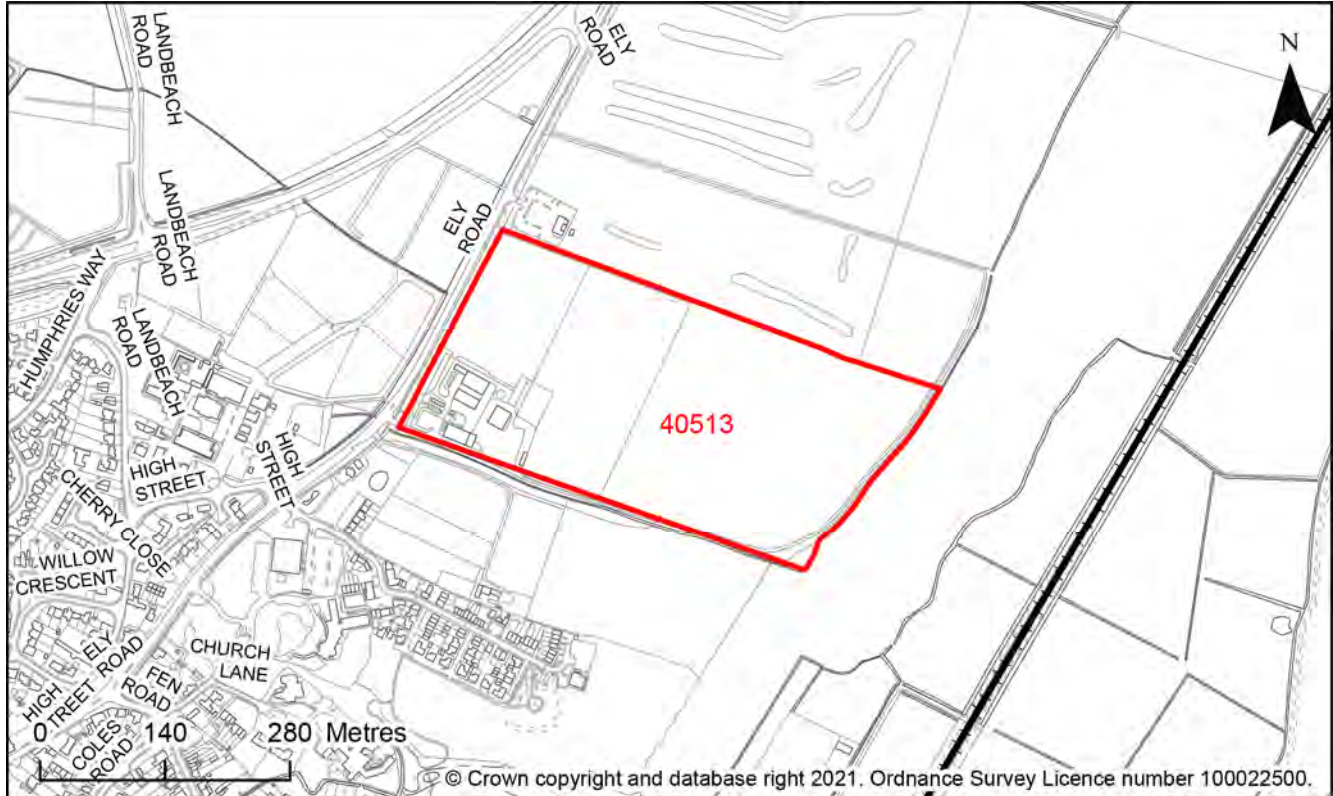 LANDBEACH
ROAD
ELY
ROAD
N
LANDBEACH
ROAD
ELY
ROAD
HUMPHRIES WAY
LANDBEACH
ROAD
40513
HIGH
STREET
HIGH
STREET
CHERRY CLOSE
WILLOW
CRESCENT
CHURCH
LANE
ELY
ROAD
HIGH
STREET
FEN
ROAD
COLES
ROAD
0 140 280 Metres
© Crown copyright and database right 2021. Ordnance Survey Licence number 100022500.